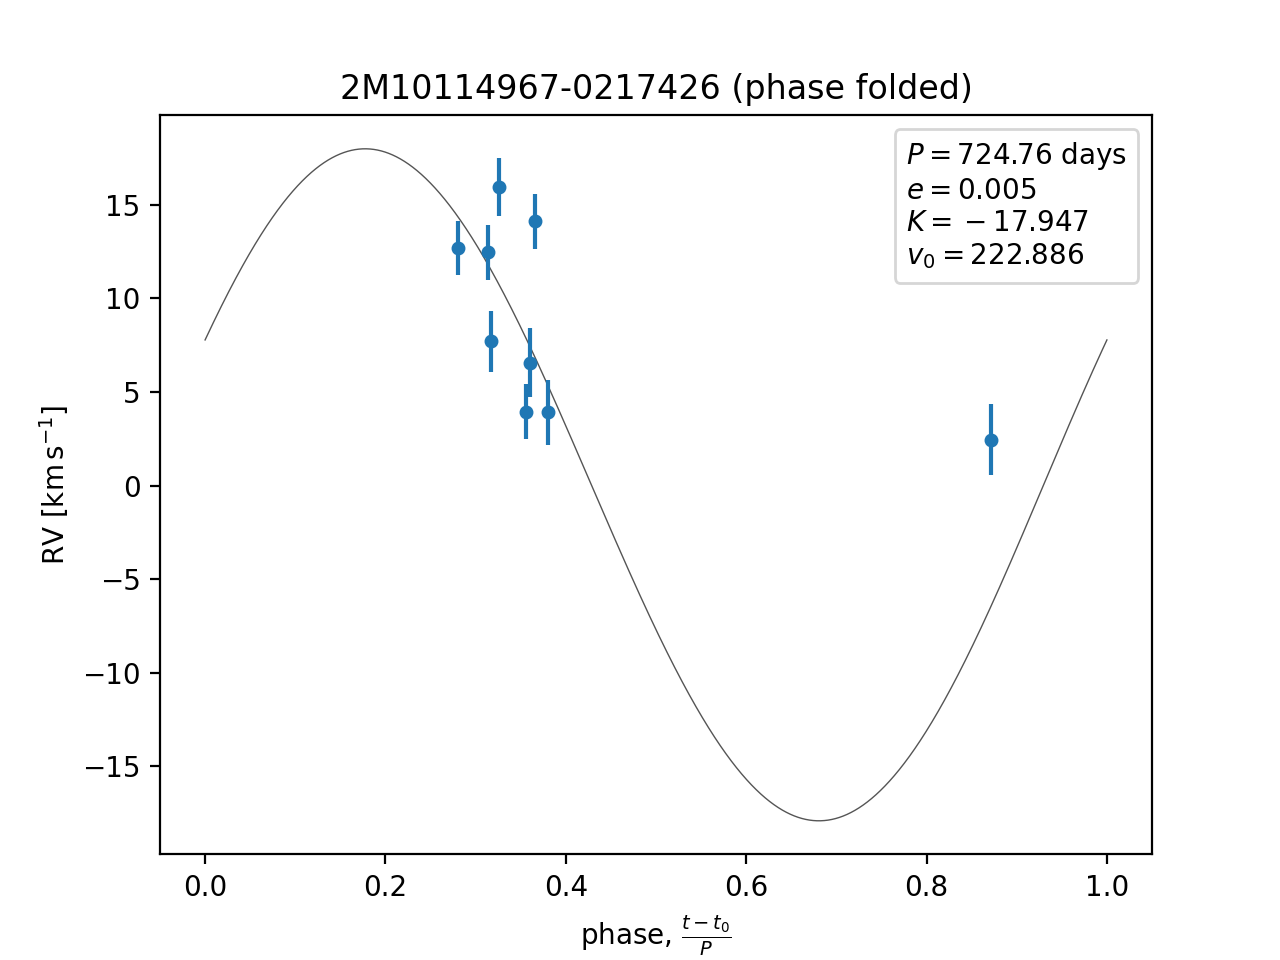 2M10114967-0217426 (phase folded)
P = 724.76 days
e = 0.005
K = −17.947
v₀ = 222.886
RV [km s⁻¹]
15
10
5
0
−5
−10
−15
0.0 0.2 0.4 0.6 0.8 1.0
phase, (t − t₀)/P